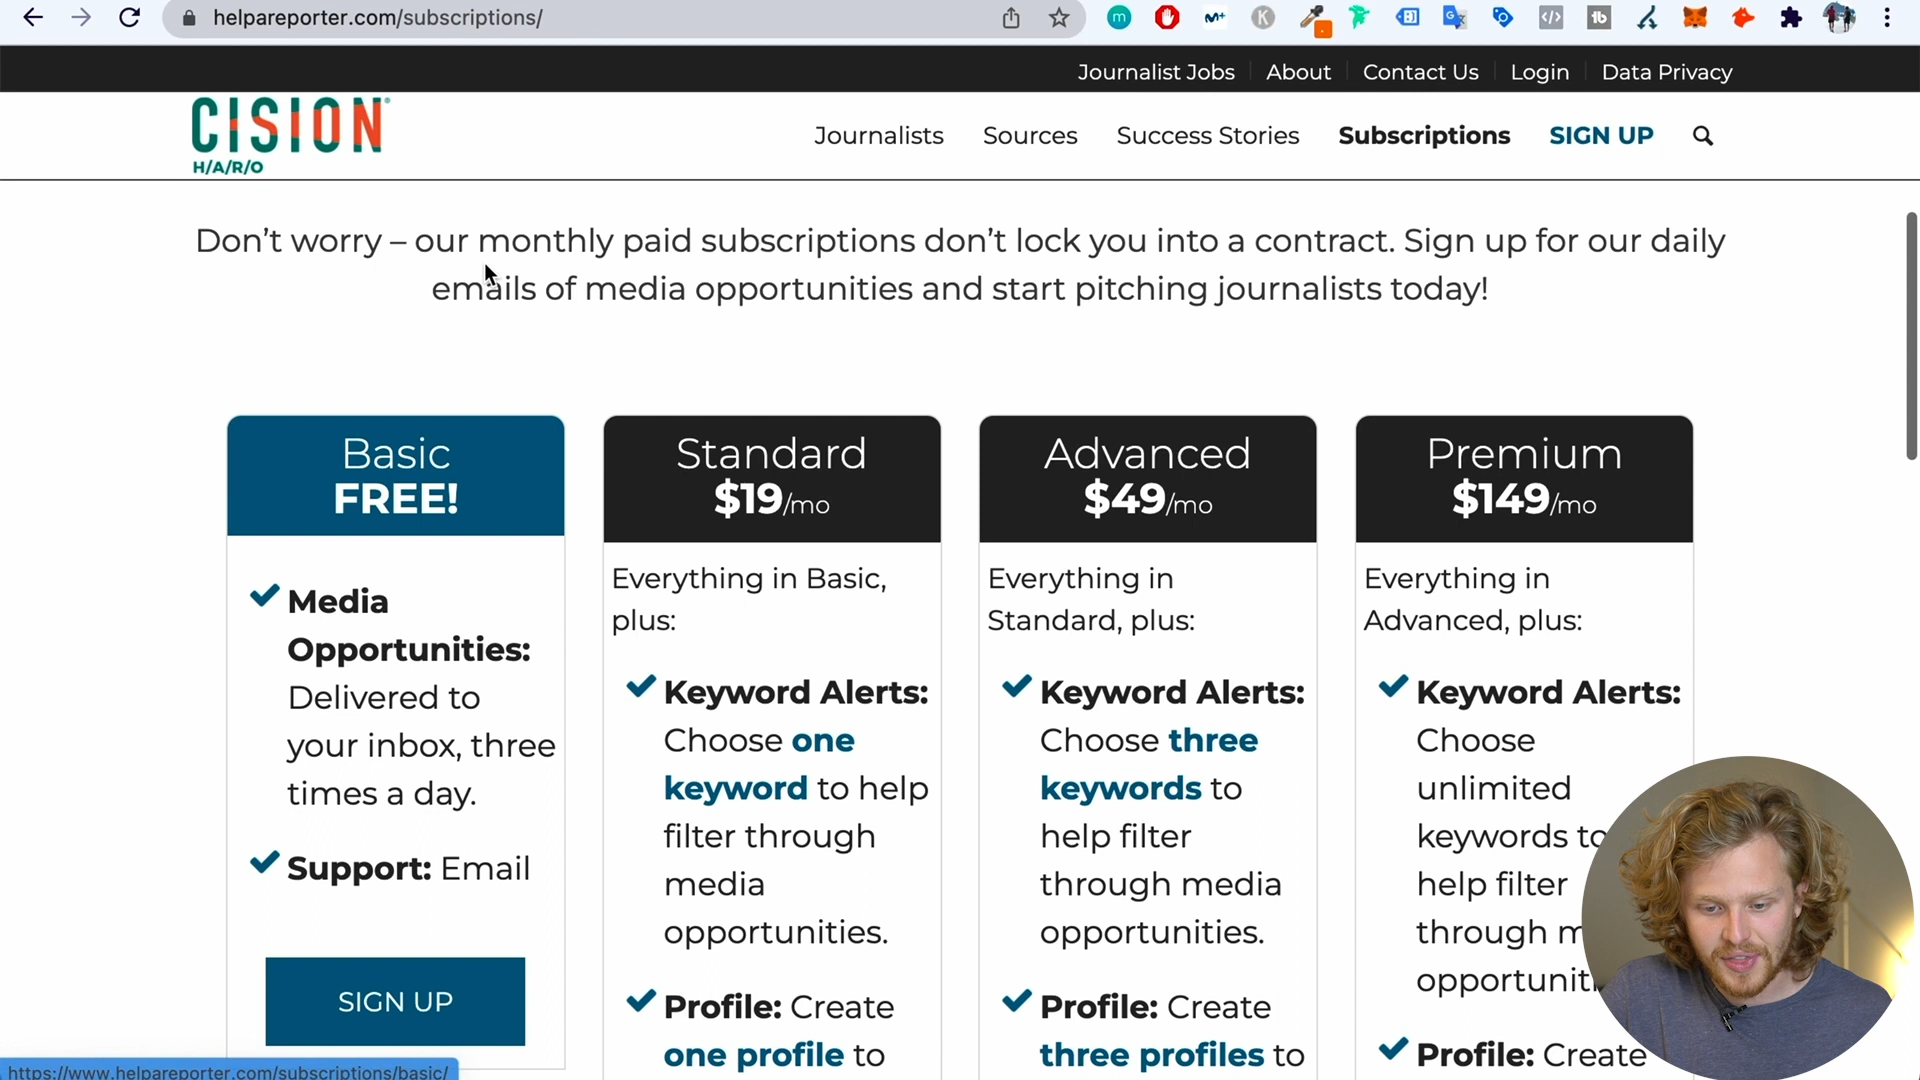 helpareporter.com/subscriptions/
Journalist Jobs
About
Contact Us
Login
Data Privacy
CISION
H/A/R/O
Journalists
Sources
Success Stories
Subscriptions
SIGN UP
Don’t worry – our monthly paid subscriptions don’t lock you into a contract. Sign up for our daily
emails of media opportunities and start pitching journalists today!
Basic
FREE!
Media
Opportunities:
Delivered to
your inbox, three
times a day.
Support: Email
SIGN UP
Standard
$19/mo
Everything in Basic,
plus:
Keyword Alerts:
Choose one
keyword to help
filter through
media
opportunities.
Profile: Create
one profile to
Advanced
$49/mo
Everything in
Standard, plus:
Keyword Alerts:
Choose three
keywords to
help filter
through media
opportunities.
Profile: Create
three profiles to
Premium
$149/mo
Everything in
Advanced, plus:
Keyword Alerts:
Choose
unlimited
keywords to
help filter
through
Profile: Create
https://www.helpareporter.com/subscriptions/basic/